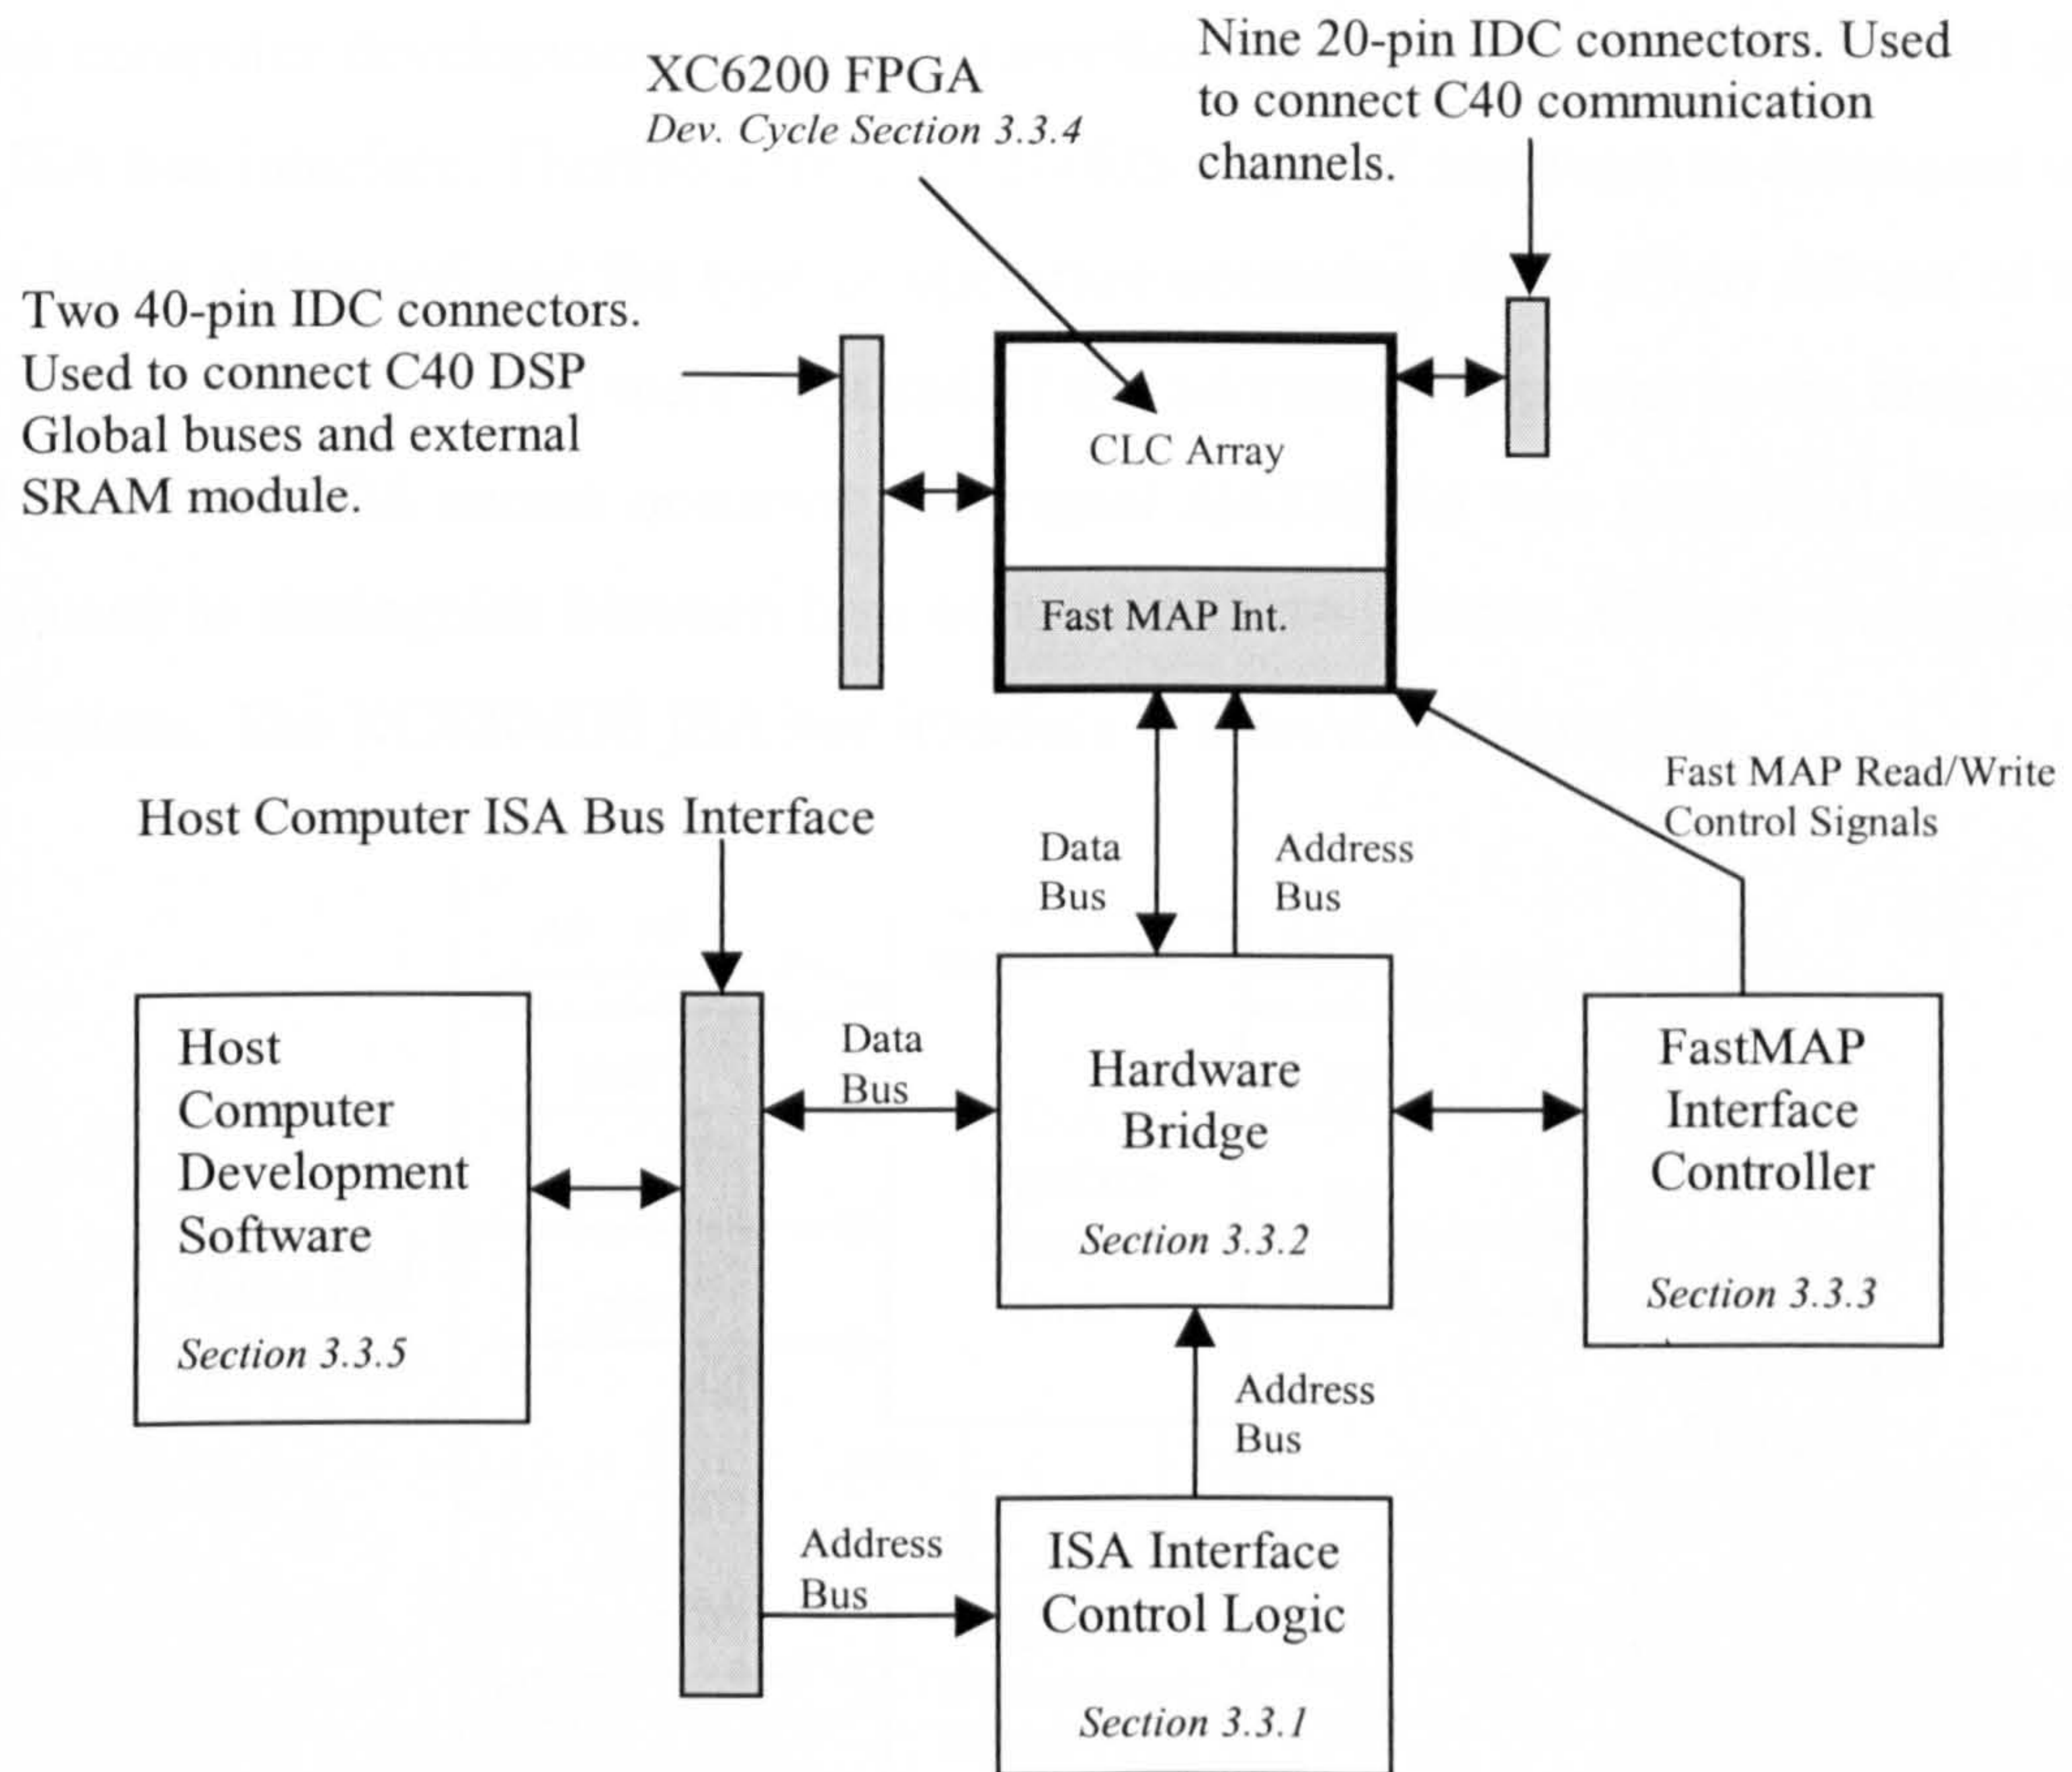 XC6200 FPGA
Dev. Cycle Section 3.3.4
Nine 20-pin IDC connectors. Used
to connect C40 communication
channels.
Two 40-pin IDC connectors.
Used to connect C40 DSP
Global buses and external
SRAM module.
CLC Array
Fast MAP Int.
Fast MAP Read/Write
Control Signals
Host Computer ISA Bus Interface
Data
Bus
Address
Bus
Host
Computer
Development
Software
Section 3.3.5
Data
Bus
Hardware
Bridge
Section 3.3.2
FastMAP
Interface
Controller
Section 3.3.3
Address
Bus
Address
Bus
ISA Interface
Control Logic
Section 3.3.1